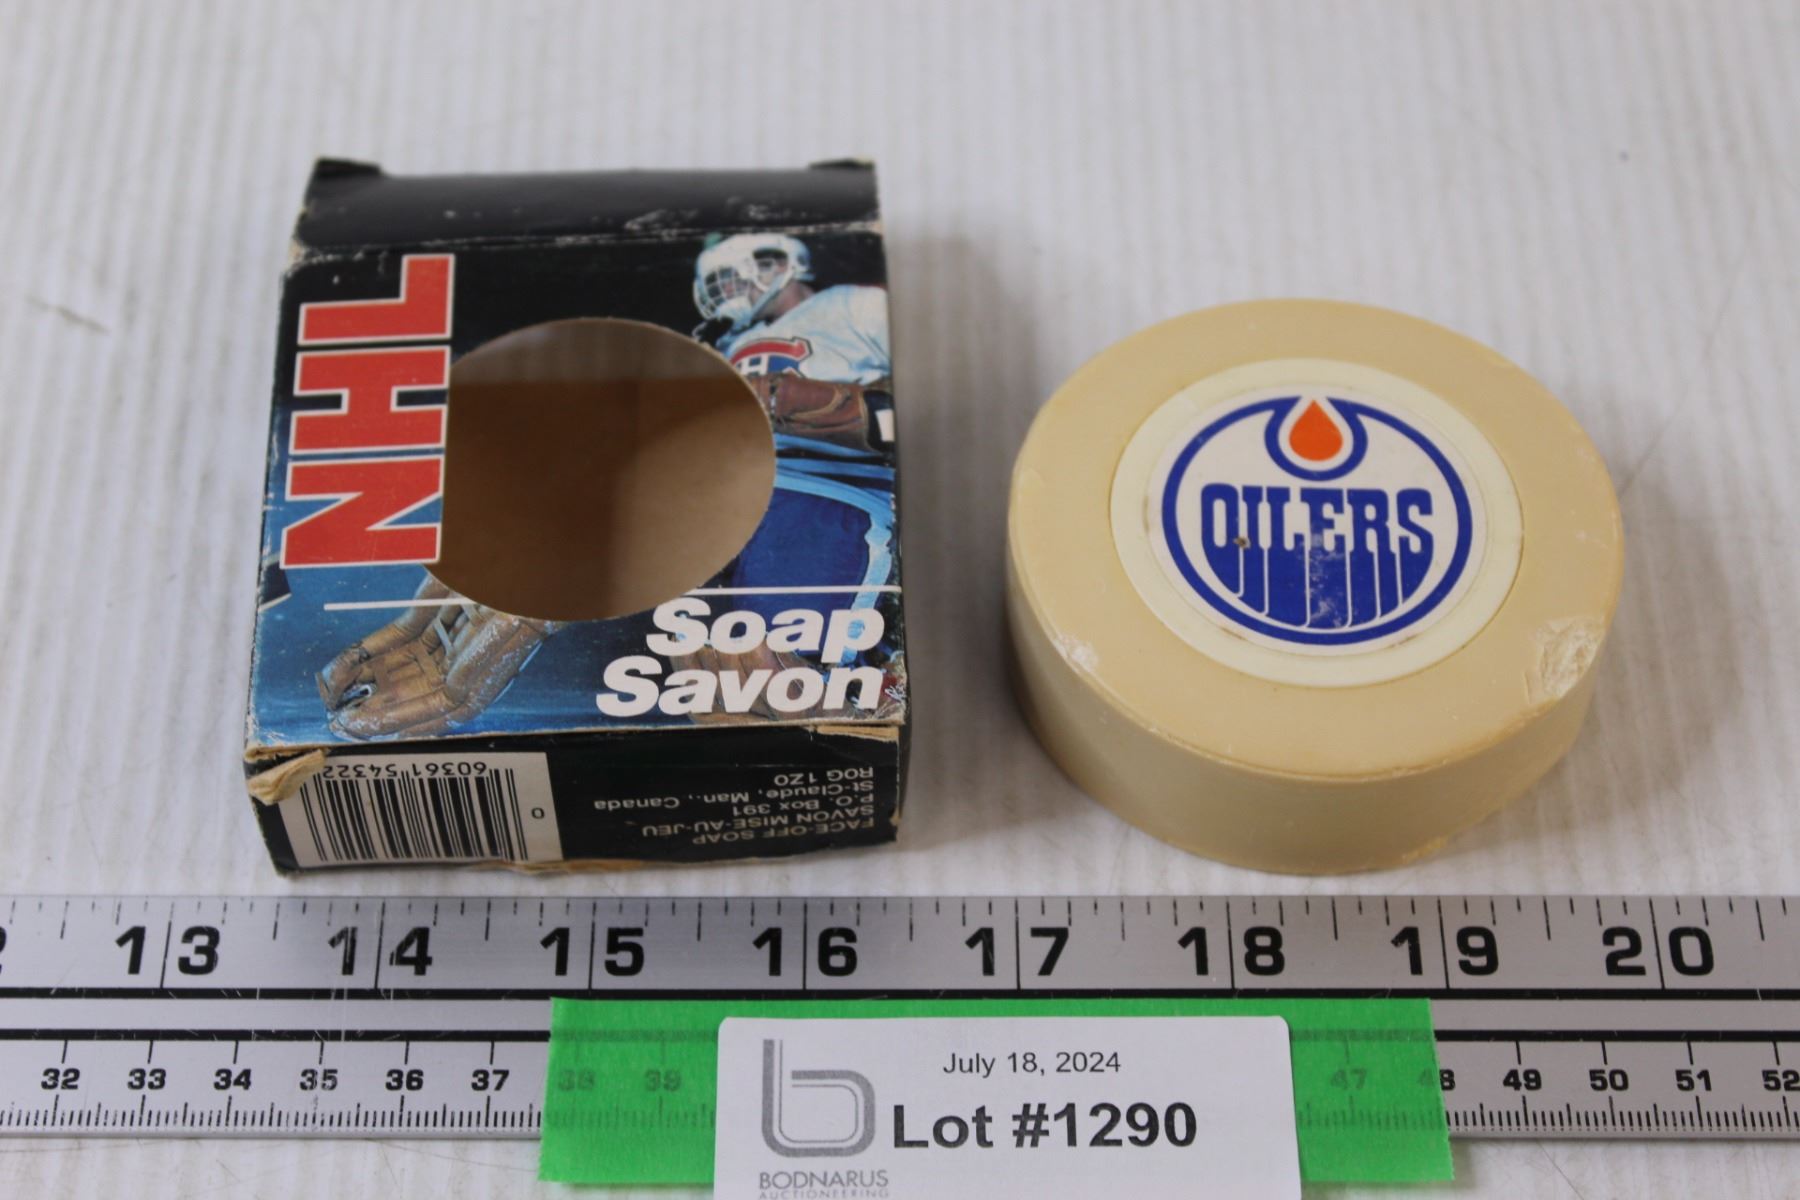 NHL
Soap
Savon
60361 54322
0
FACE-OFF SOAP
SAVON MISE-AU-JEU
P.O. Box 391
St-Claude, Man., Canada
R0G 1Z0
OILERS
13 14 15 16 17 18 19 20
32 33 34 35 36 37 38 39 47 48 49 50 51 52
July 18, 2024
Lot #1290
BODNARUS
AUCTIONEERING